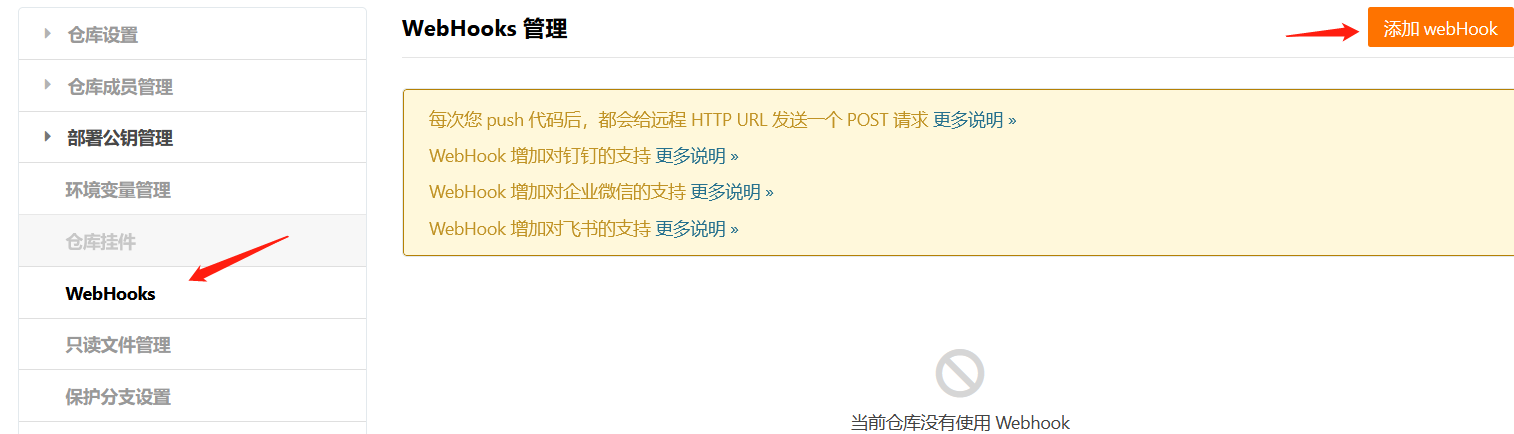 仓库设置
仓库成员管理
部署公钥管理
环境变量管理
仓库挂件
WebHooks
只读文件管理
保护分支设置
WebHooks 管理
添加 webHook
每次您 push 代码后，都会给远程 HTTP URL 发送一个 POST 请求 更多说明 »
WebHook 增加对钉钉的支持 更多说明 »
WebHook 增加对企业微信的支持 更多说明 »
WebHook 增加对飞书的支持 更多说明 »
当前仓库没有使用 Webhook